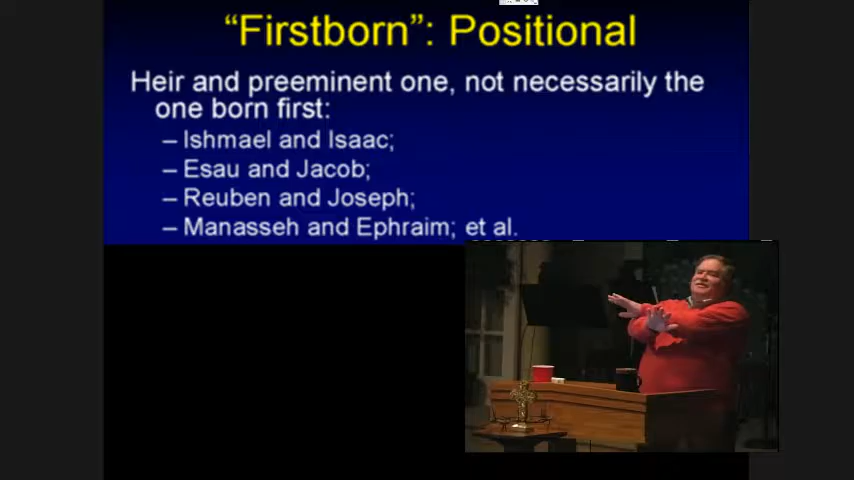 “Firstborn”: Positional
Heir and preeminent one, not necessarily the
one born first:
– Ishmael and Isaac;
– Esau and Jacob;
– Reuben and Joseph;
– Manasseh and Ephraim; et al.